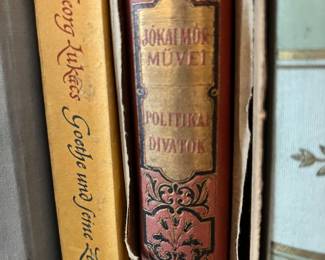 Georg Lukács Goethe und seine
JÓKAI MÓR
MŰVEI
POLITIKAI
DIVATOK